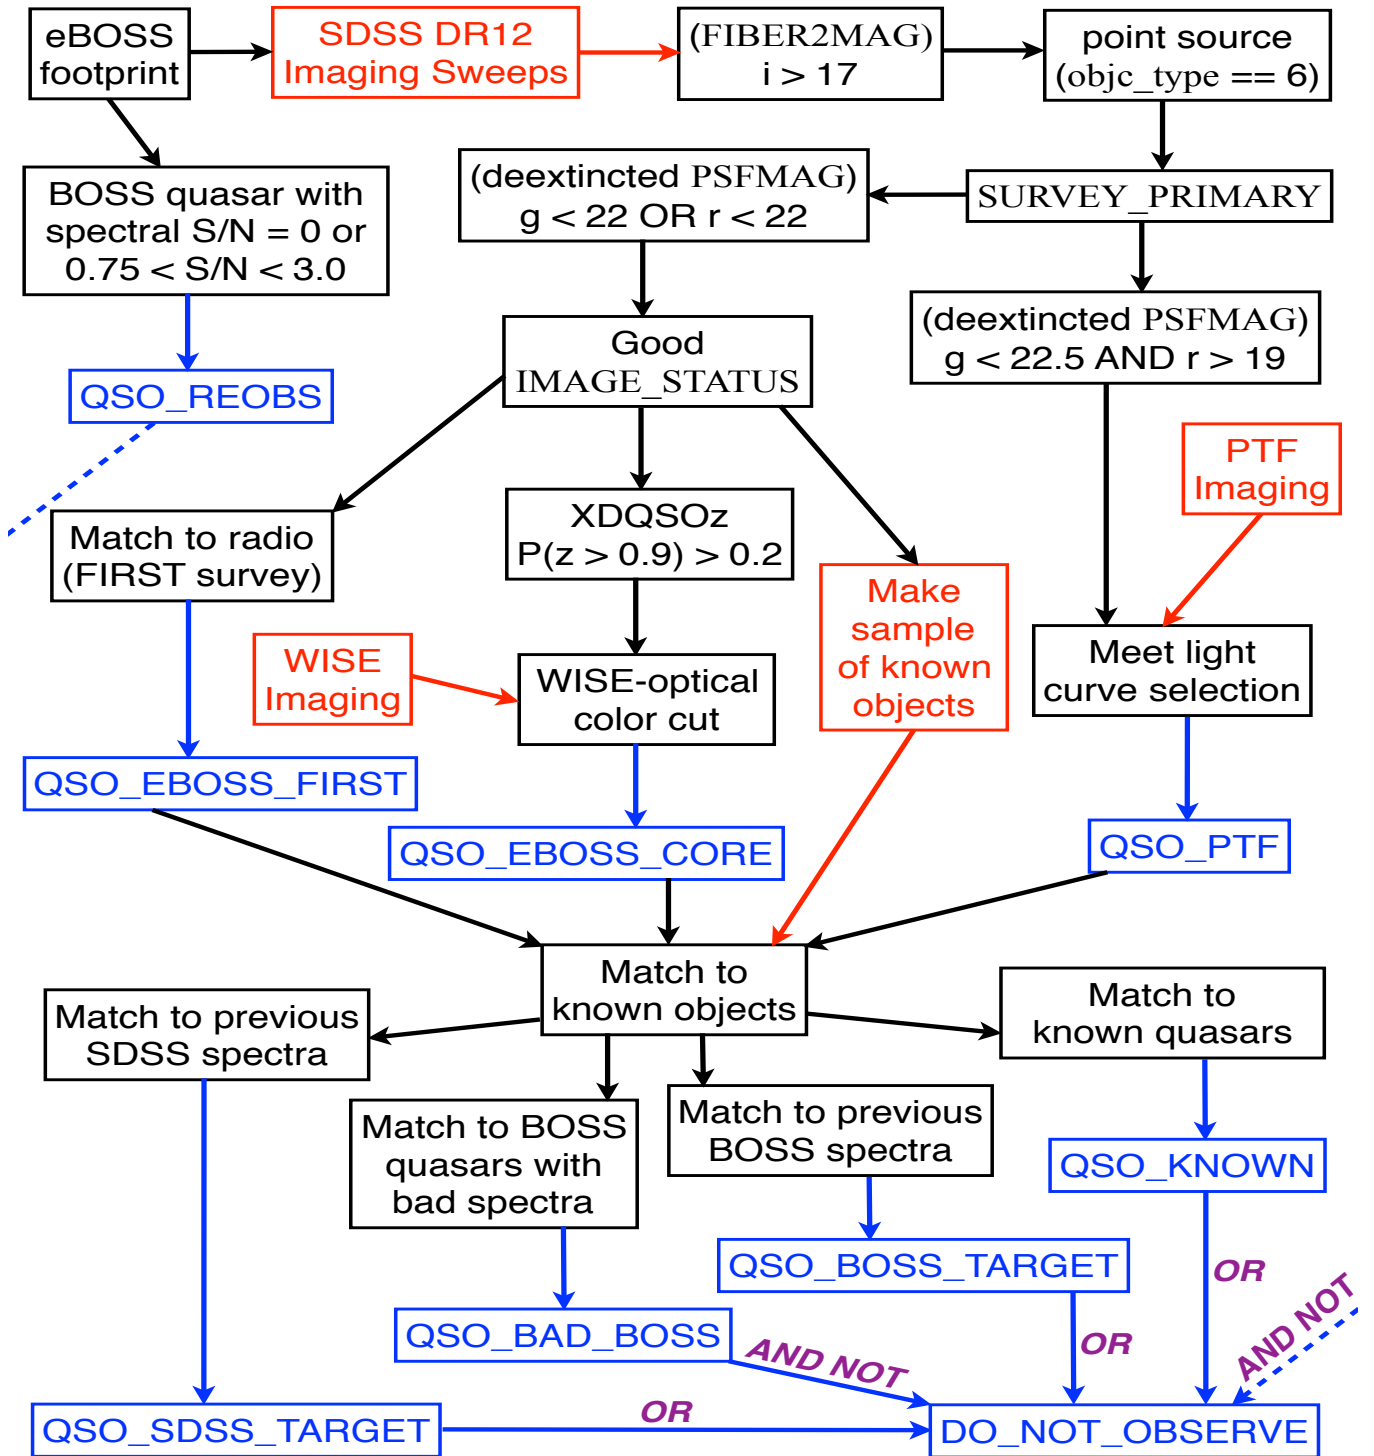 eBOSS
footprint
SDSS DR12
Imaging Sweeps
(FIBER2MAG)
i > 17
point source
(objc_type == 6)
BOSS quasar with
spectral S/N = 0 or
0.75 < S/N < 3.0
(deextincted PSFMAG)
g < 22 OR r < 22
SURVEY_PRIMARY
(deextincted PSFMAG)
g < 22.5 AND r > 19
Good
IMAGE_STATUS
QSO_REOBS
PTF
Imaging
Match to radio
(FIRST survey)
XDQSOz
P(z > 0.9) > 0.2
Make
sample
of known
objects
WISE
Imaging
WISE-optical
color cut
Meet light
curve selection
QSO_EBOSS_FIRST
QSO_EBOSS_CORE
QSO_PTF
Match to
known objects
Match to previous
SDSS spectra
Match to BOSS
quasars with
bad spectra
Match to previous
BOSS spectra
Match to
known quasars
QSO_KNOWN
QSO_BOSS_TARGET
OR
AND NOT
QSO_BAD_BOSS
AND NOT
OR
QSO_SDSS_TARGET
OR
DO_NOT_OBSERVE